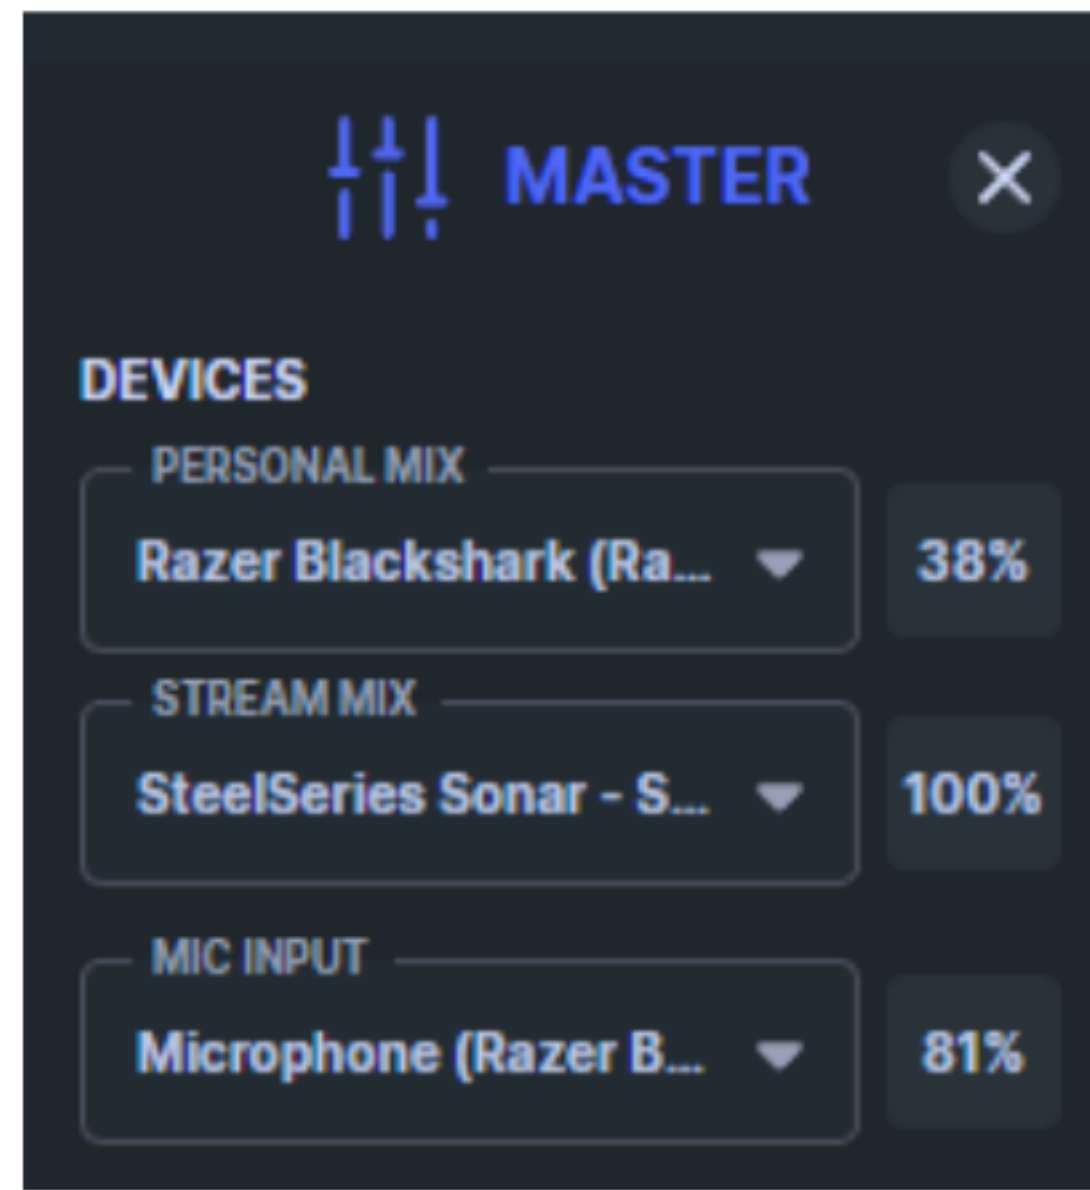 MASTER
DEVICES
PERSONAL MIX
Razer Blackshark (Ra... 38%
STREAM MIX
SteelSeries Sonar - S... 100%
MIC INPUT
Microphone (Razer B... 81%